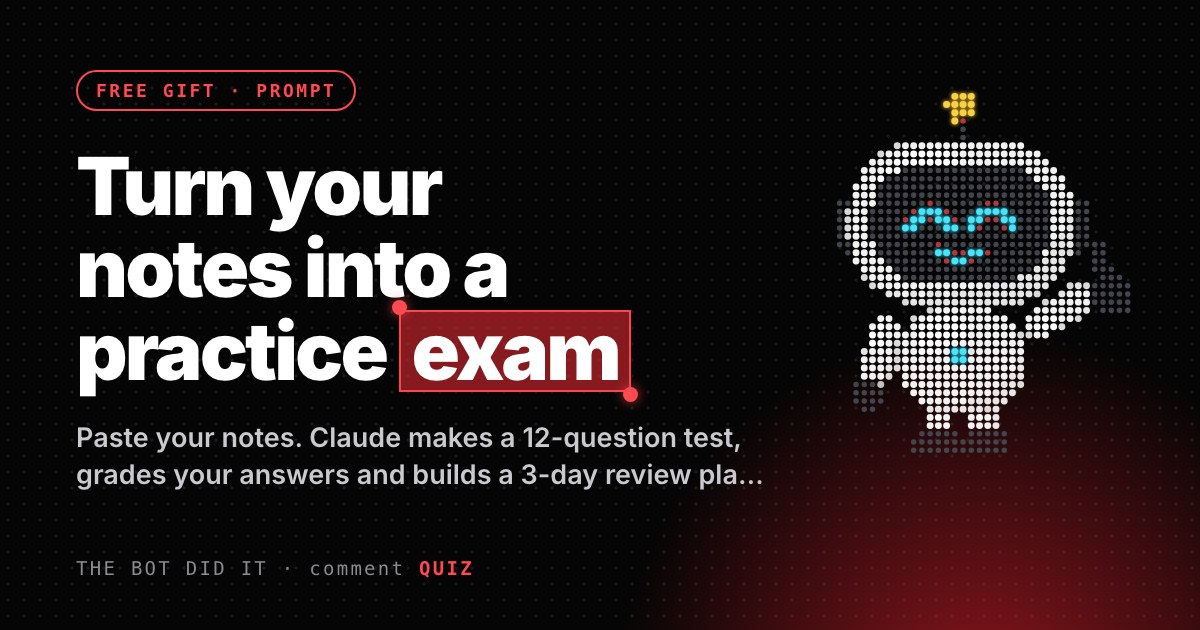 FREE GIFT · PROMPT
Turn your
notes into a
practice exam
Paste your notes. Claude makes a 12-question test,
grades your answers and builds a 3-day review pla...
THE BOT DID IT · comment QUIZ